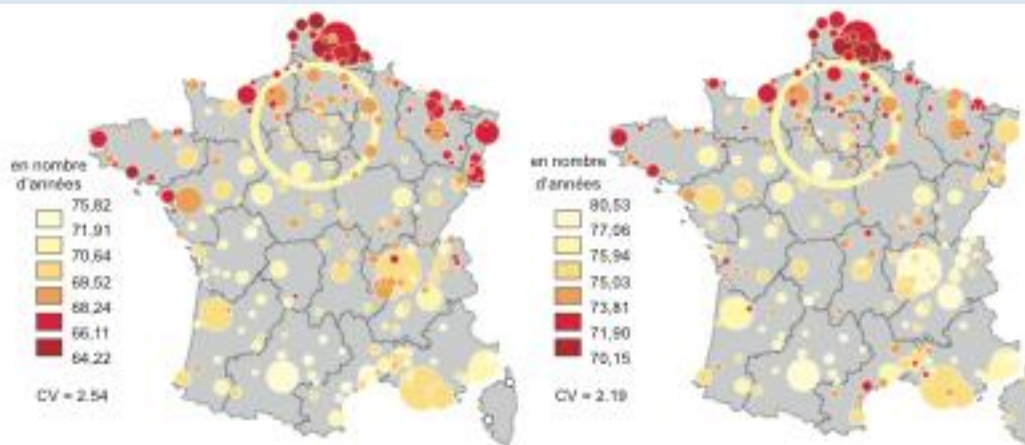 en nombre
d'années
75,82
71,91
70,64
69,52
68,24
66,11
64,22
CV = 2.54
en nombre
d'années
80,53
77,06
75,94
75,03
73,81
71,90
70,15
CV = 2.19